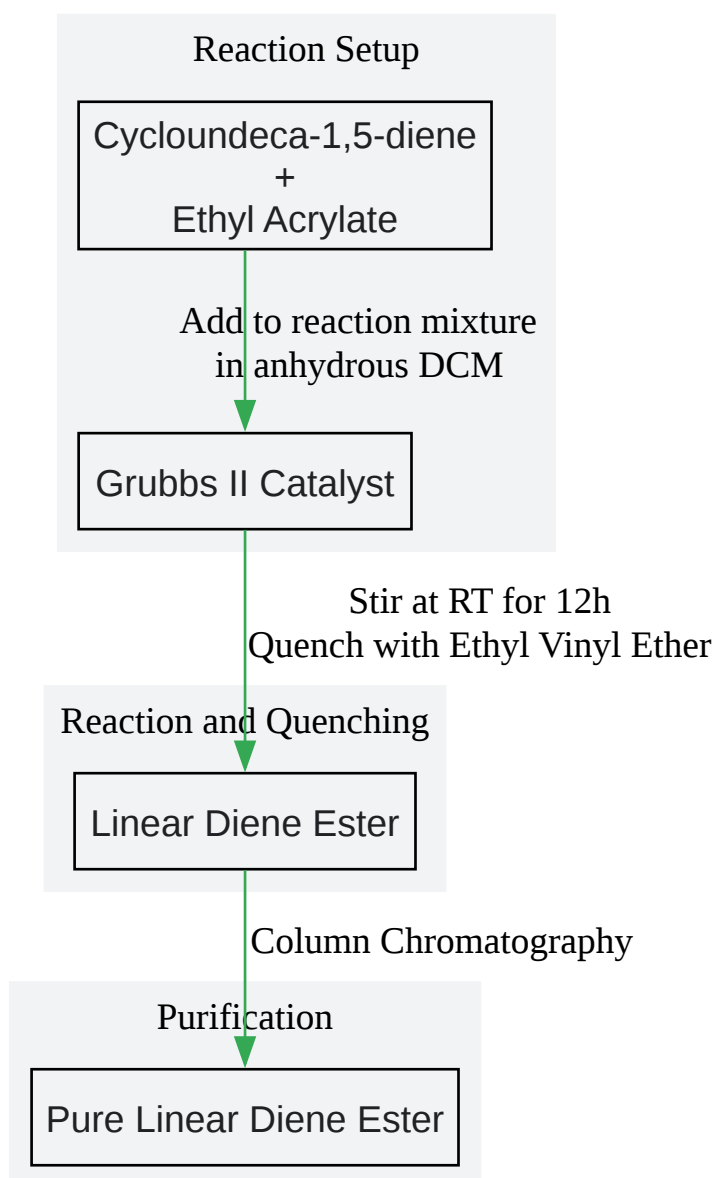 Reaction Setup
Cycloundeca-1,5-diene
+
Ethyl Acrylate
Add to reaction mixture
in anhydrous DCM
Grubbs II Catalyst
Stir at RT for 12h
Quench with Ethyl Vinyl Ether
Reaction and Quenching
Linear Diene Ester
Column Chromatography
Purification
Pure Linear Diene Ester